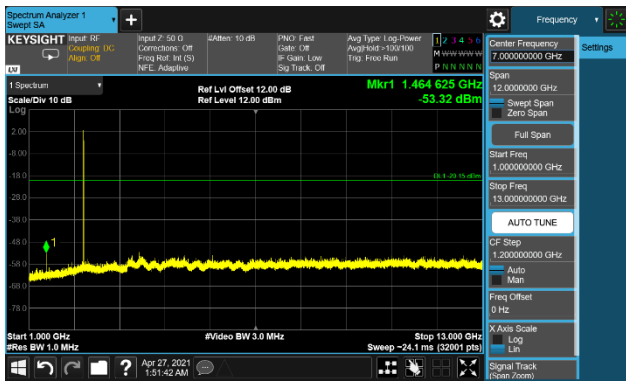 Spectrum Analyzer 1
Swept SA
Frequency
KEYSIGHT
Input: RF
Coupling: DC
Align: Off
Input Z: 50 Ω
Corrections: Off
Freq Ref: Int (S)
NFE: Adaptive
#Atten: 10 dB
PNO: Fast
Gate: Off
IF Gain: Low
Sig Track: Off
Avg Type: Log-Power
Avg|Hold:>100/100
Trig: Free Run
1 2 3 4 5 6
M W W W W W
P N N N N N
LXI
1 Spectrum
Scale/Div 10 dB
Log
Ref Lvl Offset 12.00 dB
Ref Level 12.00 dBm
Mkr1 1.464 625 GHz
-53.32 dBm
2.00
-8.00
-18.0
-28.0
-38.0
-48.0
-58.0
-68.0
-78.0
DL1 -20.15 dBm
1
Start 1.000 GHz
#Res BW 1.0 MHz
#Video BW 3.0 MHz
Stop 13.000 GHz
Sweep ~24.1 ms (32001 pts)
Apr 27, 2021
1:51:42 AM
Center Frequency
7.000000000 GHz
Settings
Span
12.0000000 GHz
Swept Span
Zero Span
Full Span
Start Freq
1.000000000 GHz
Stop Freq
13.000000000 GHz
AUTO TUNE
CF Step
1.200000000 GHz
Auto
Man
Freq Offset
0 Hz
X Axis Scale
Log
Lin
Signal Track
(Span Zoom)